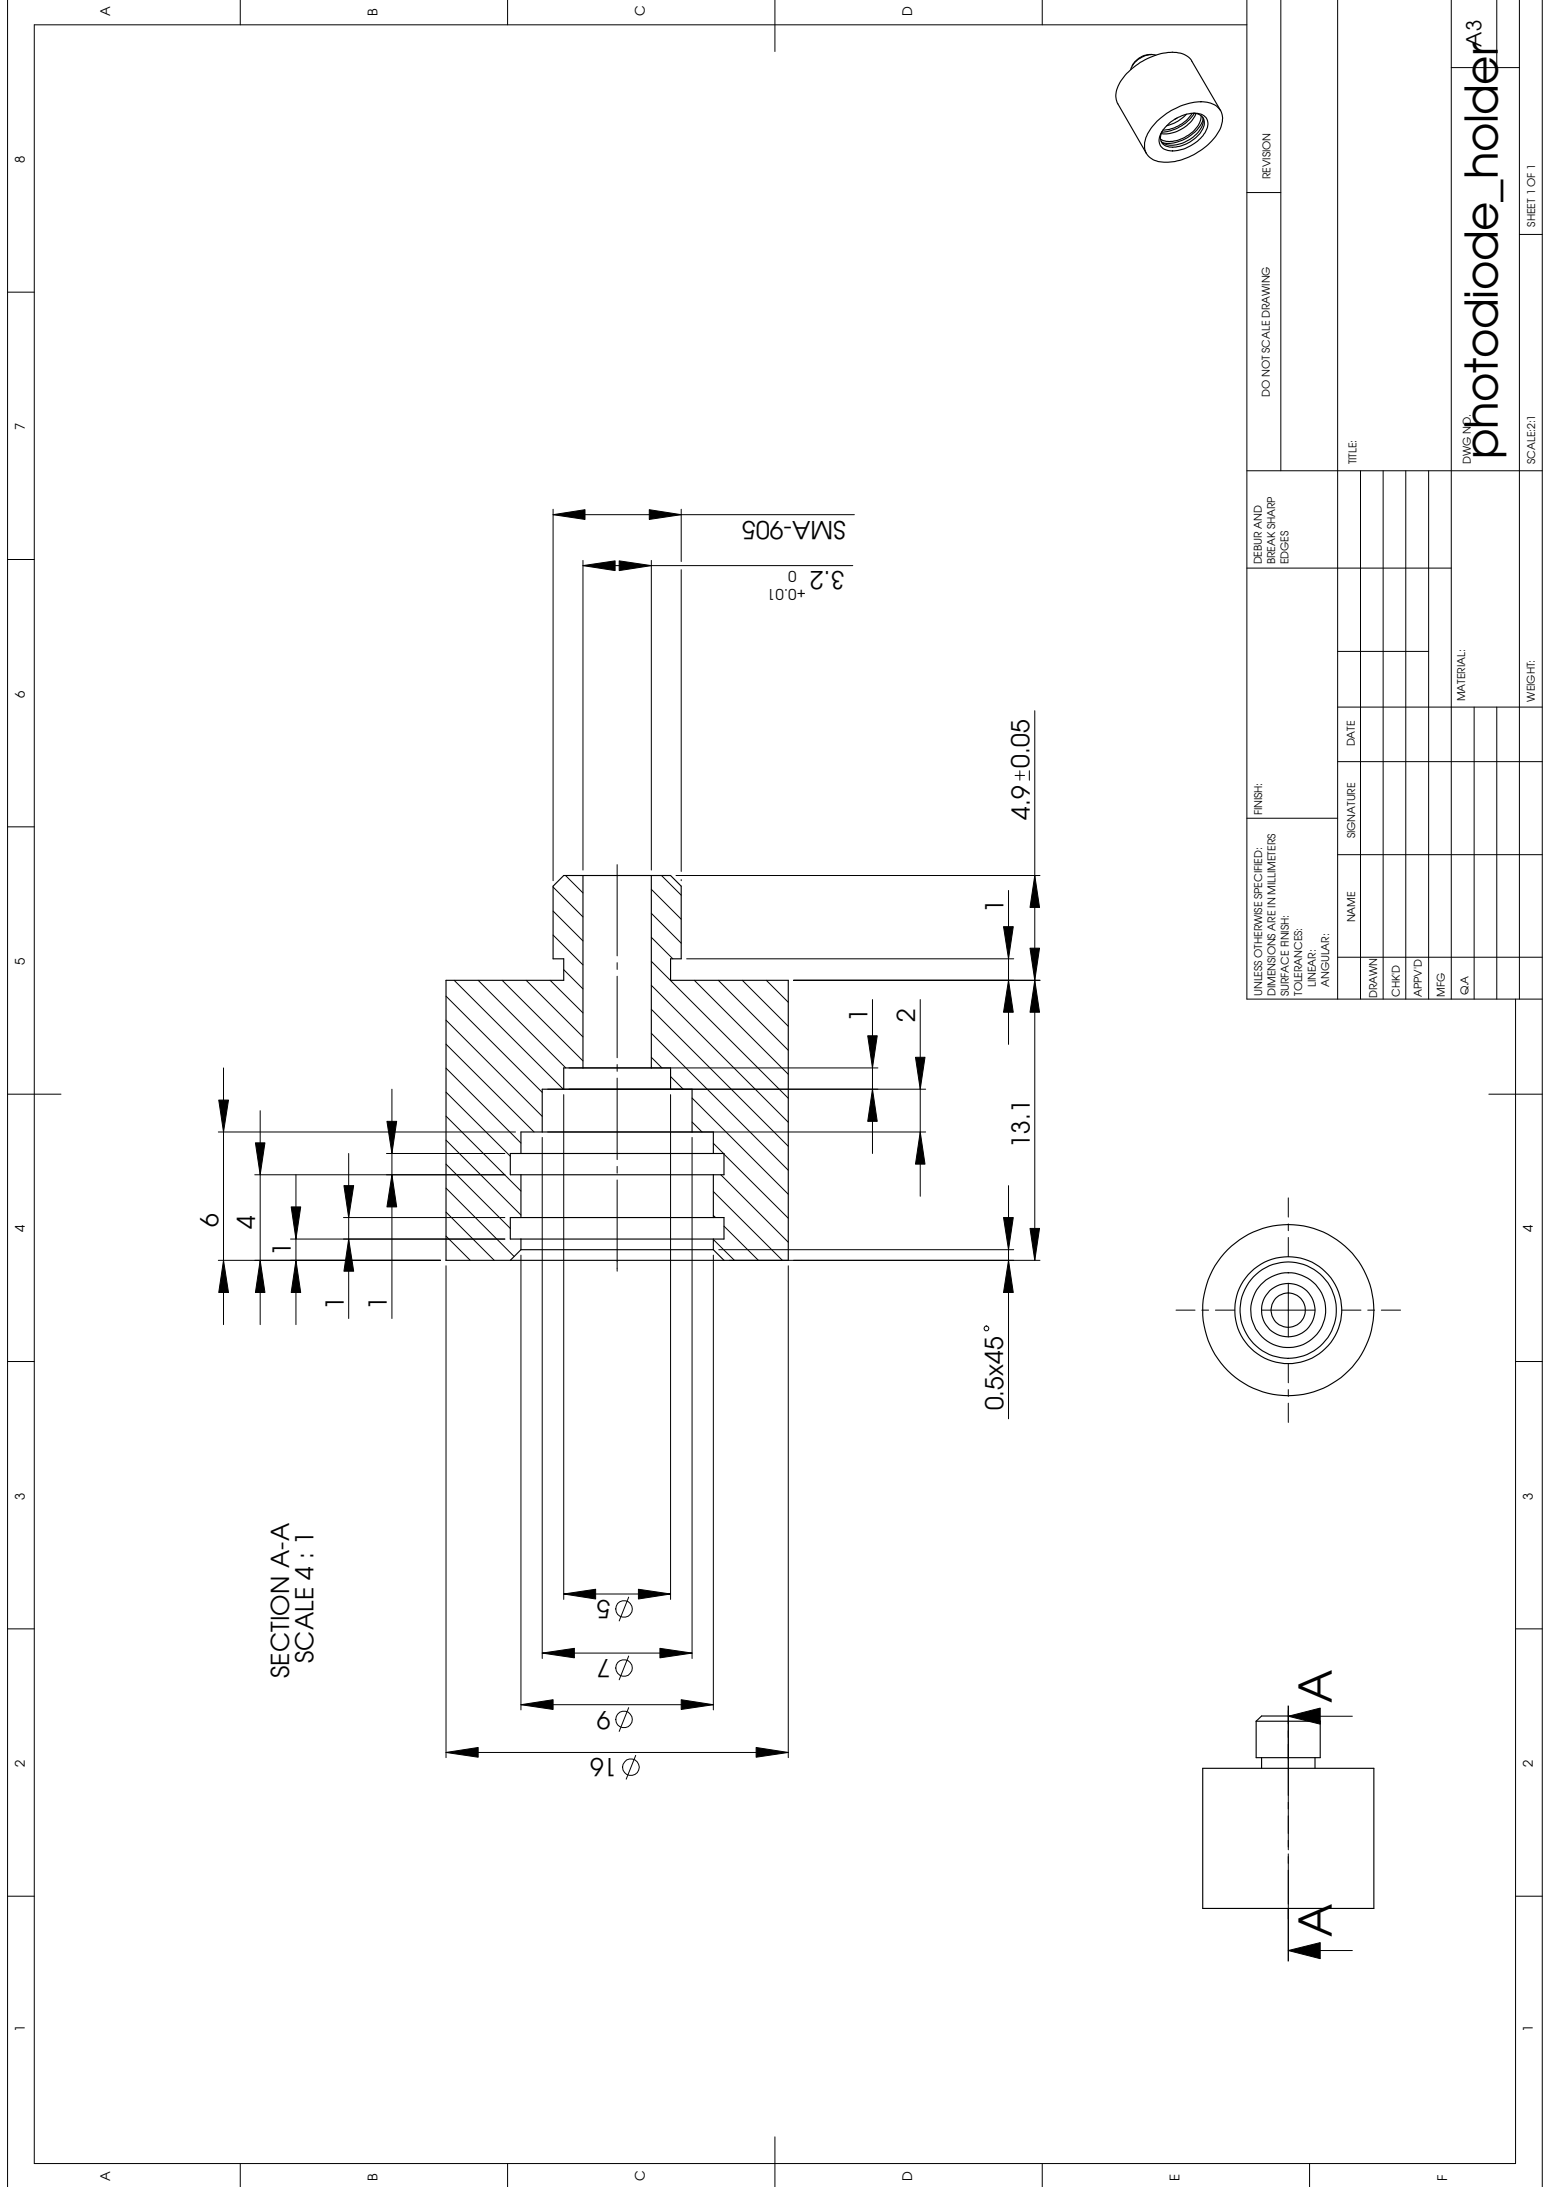 1
2
3
4
5
6
7
8
A
B
C
D
A
B
C
D
E
F
1
2
3
4
SECTION A-A
SCALE 4 : 1
6
4
1
1
1
⌀16
⌀9
⌀7
⌀5
SMA-905
3.2 +0.01 0
1
2
1
4.9±0.05
13.1
0.5x45°
A
A
UNLESS OTHERWISE SPECIFIED:
DIMENSIONS ARE IN MILLIMETERS
SURFACE FINISH:
TOLERANCES:
LINEAR:
ANGULAR:
FINISH:
DEBUR AND
BREAK SHARP
EDGES
DO NOT SCALE DRAWING
REVISION
NAME
SIGNATURE
DATE
DRAWN
CHK'D
APPV'D
MFG
Q.A
TITLE:
MATERIAL:
DWG NO.
photodiode_holder
A3
WEIGHT:
SCALE:2:1
SHEET 1 OF 1